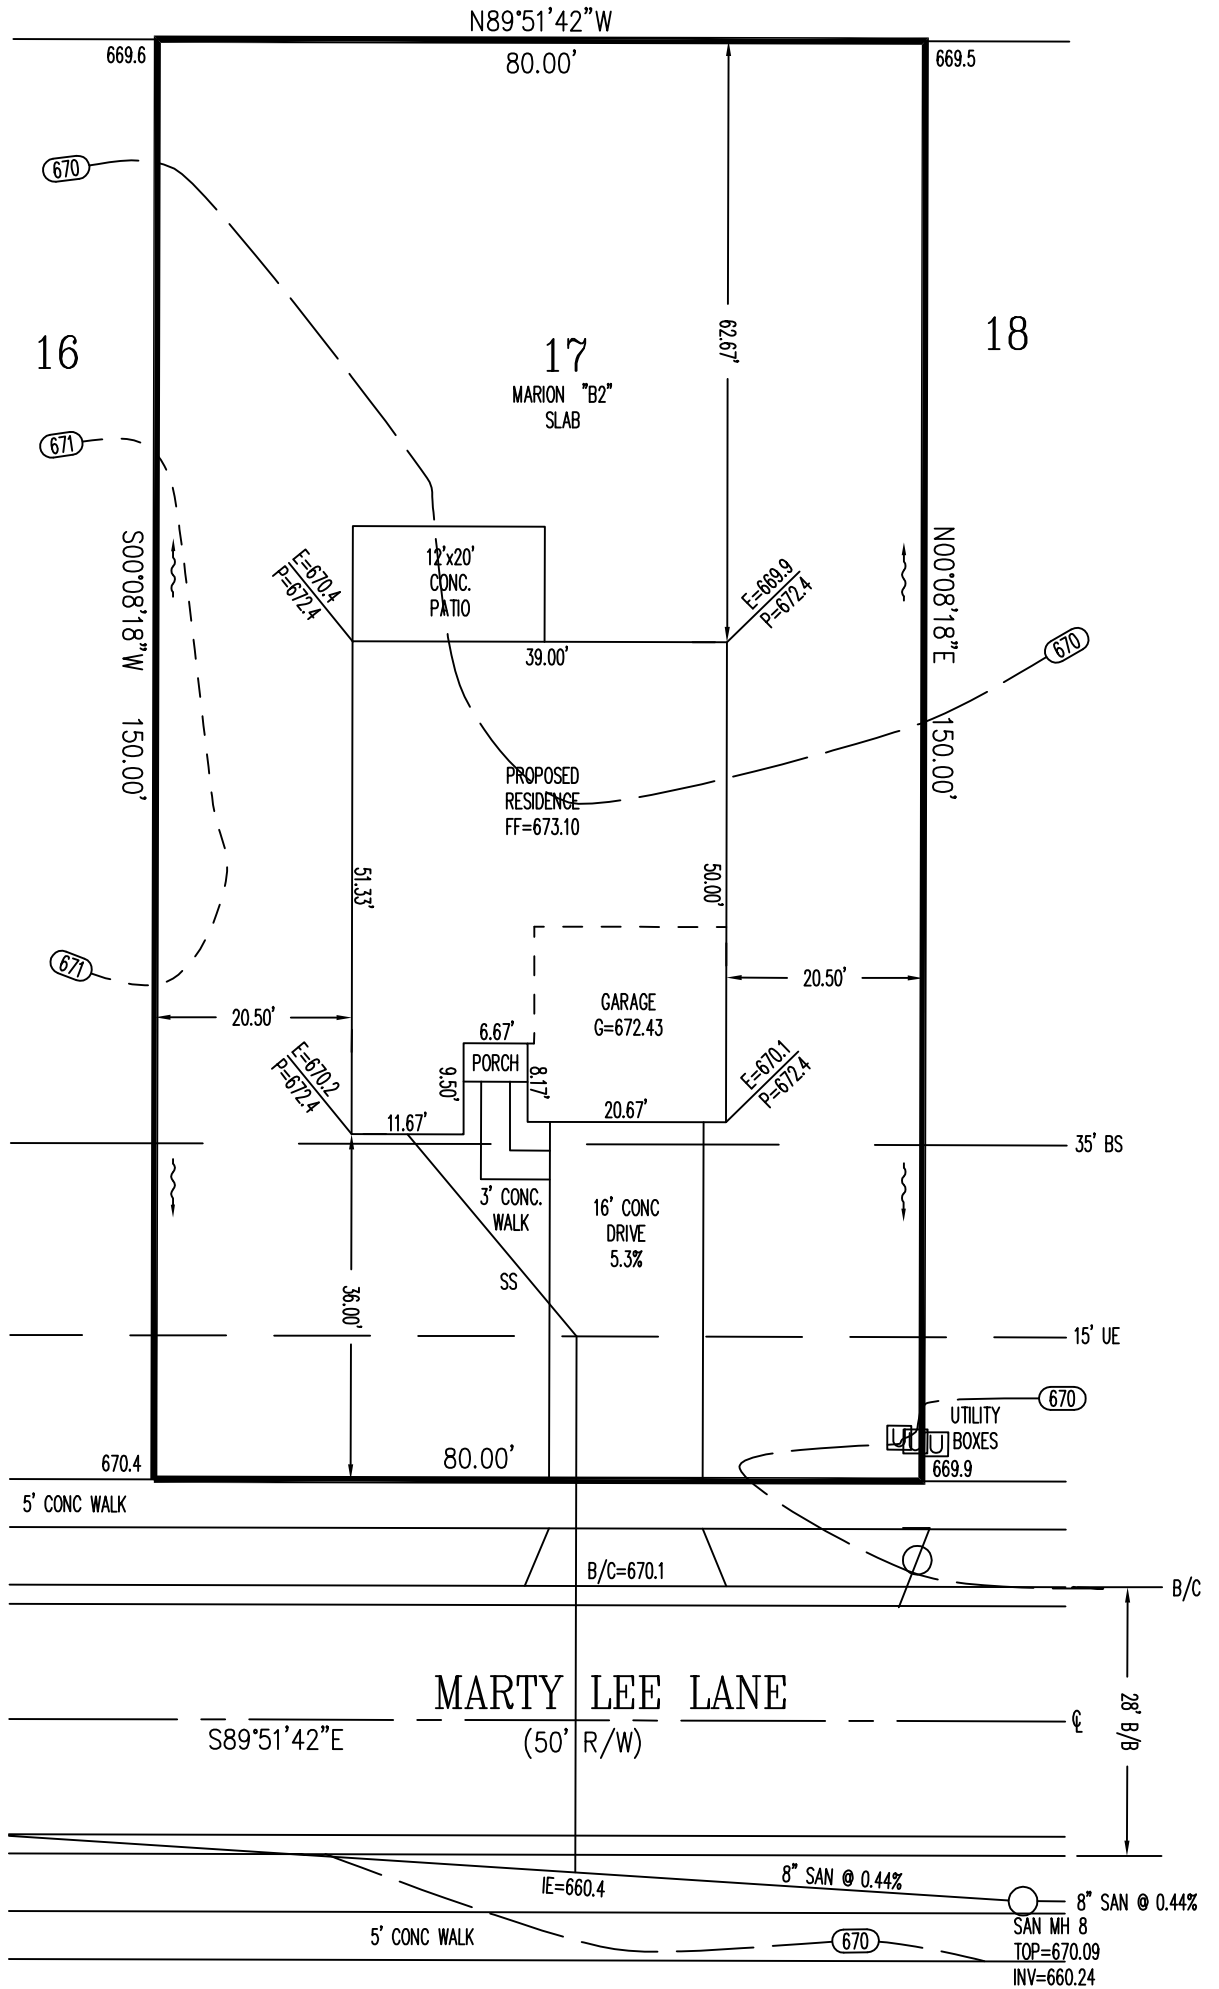 N89°51'42"W
669.6
80.00'
669.5
670
62.67'
16
17
18
MARION "B2"
SLAB
671
S00°08'18"W 150.00'
N00°08'18"E 150.00'
E=670.4
P=672.4
12'x20'
CONC.
PATIO
E=669.9
P=672.4
39.00'
670
PROPOSED
RESIDENCE
FF=673.10
51.33'
50.00'
671
20.50'
20.50'
GARAGE
G=672.43
6.67'
PORCH
9.50'
8.17'
E=670.2
P=672.4
E=670.1
P=672.4
11.67'
20.67'
35' BS
3' CONC.
WALK
16' CONC
DRIVE
5.3%
SS
36.00'
15' UE
670
UTILITY
BOXES
U
U
U
80.00'
670.4
669.9
5' CONC WALK
B/C=670.1
B/C
MARTY LEE LANE
28' B/B
S89°51'42"E
(50' R/W)
℄
8" SAN @ 0.44%
IE=660.4
8" SAN @ 0.44%
5' CONC WALK
670
SAN MH 8
TOP=670.09
INV=660.24